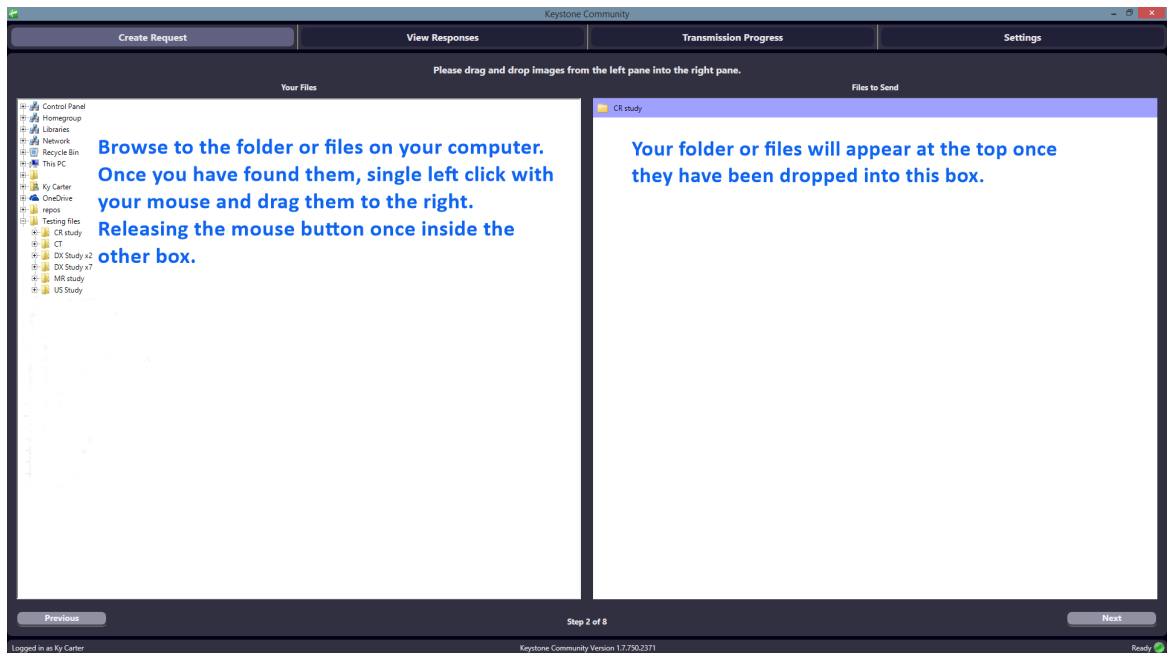 Keystone Community
Create Request
View Responses
Transmission Progress
Settings
Please drag and drop images from the left pane into the right pane.
Your Files
Files to Send
Control Panel
Homegroup
Libraries
Network
Recycle Bin
This PC
Ky Carter
OneDrive
repos
Testing files
CR study
CT
DX Study x2
DX Study x7
MR study
US Study
Browse to the folder or files on your computer.
Once you have found them, single left click with
your mouse and drag them to the right.
Releasing the mouse button once inside the
other box.
CR study
Your folder or files will appear at the top once
they have been dropped into this box.
Previous
Step 2 of 8
Next
Logged in as Ky Carter
Keystone Community Version 1.7.750.2371
Ready